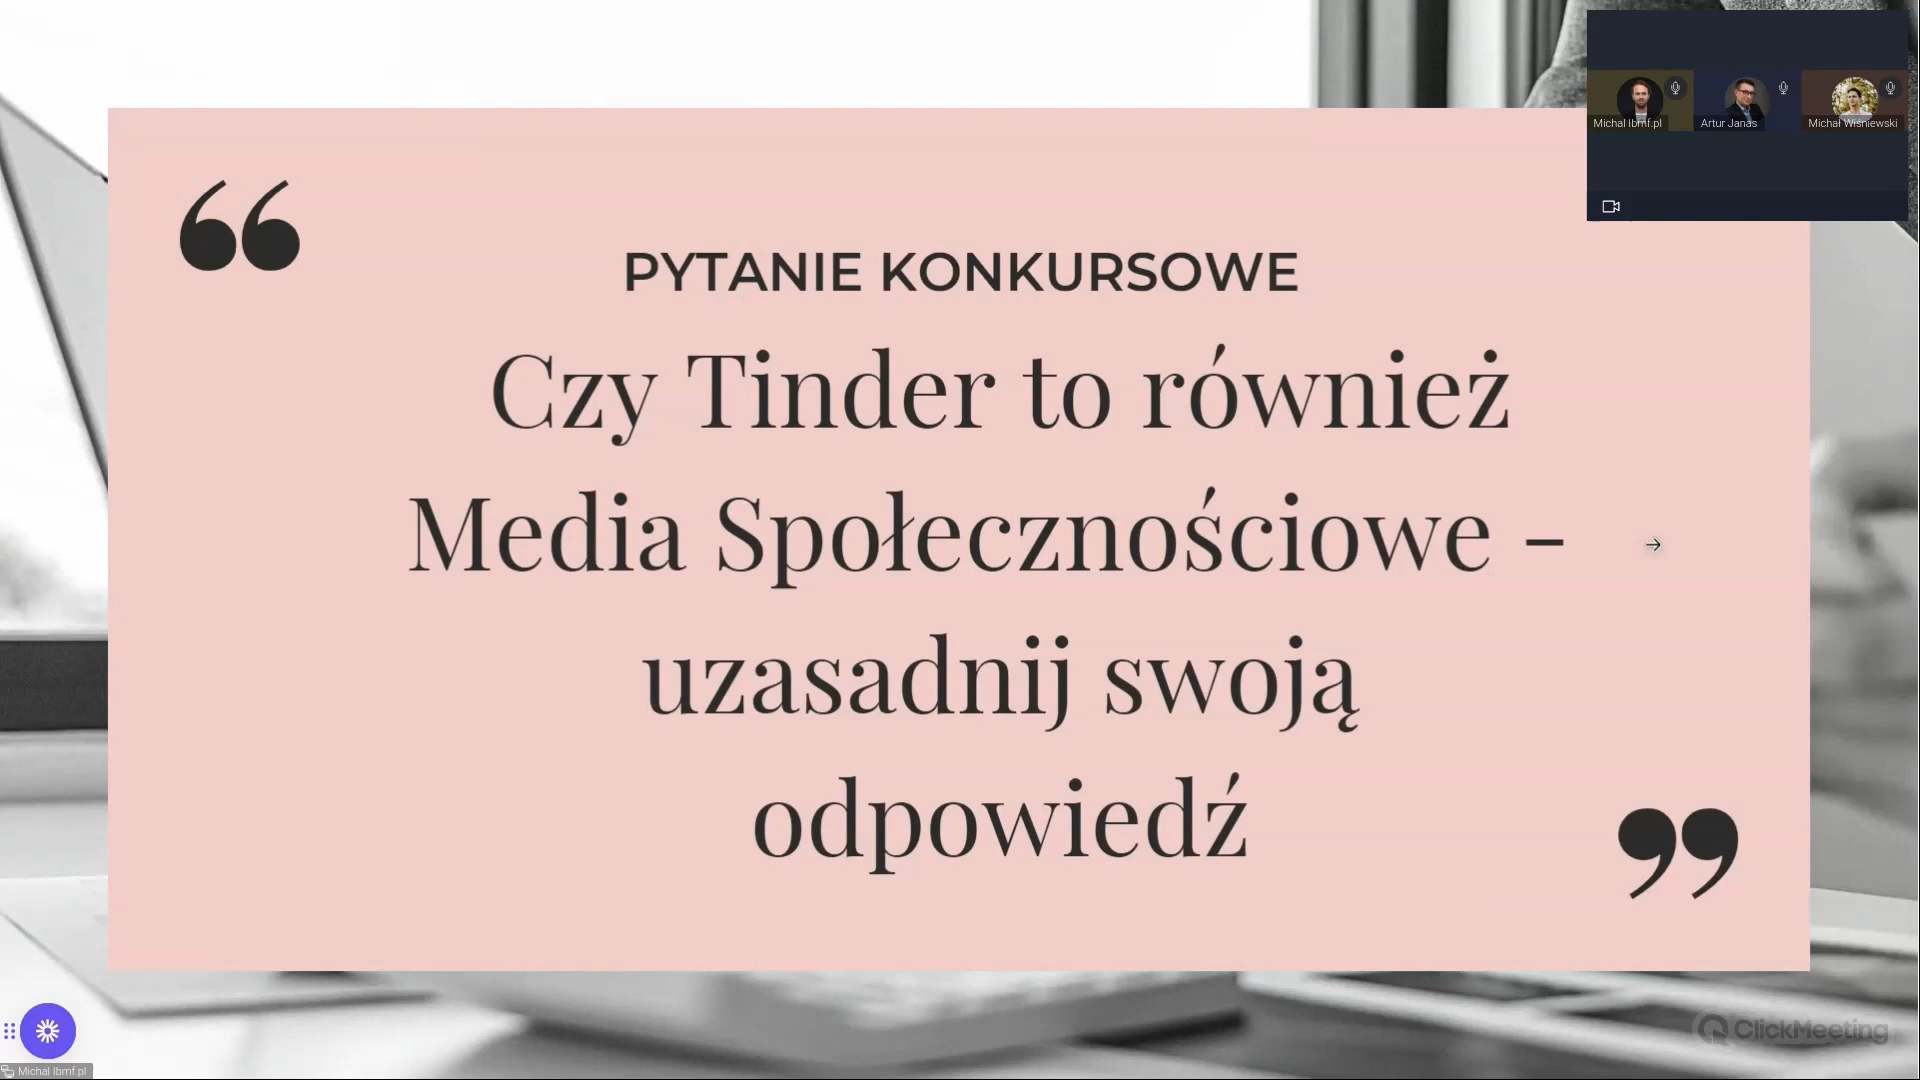 PYTANIE KONKURSOWE
Czy Tinder to również
Media Społecznościowe –
uzasadnij swoją
odpowiedź
Michal lbmf.pl
Artur Janas
Michał Wiśniewski
Michal lbmf.pl
ClickMeeting